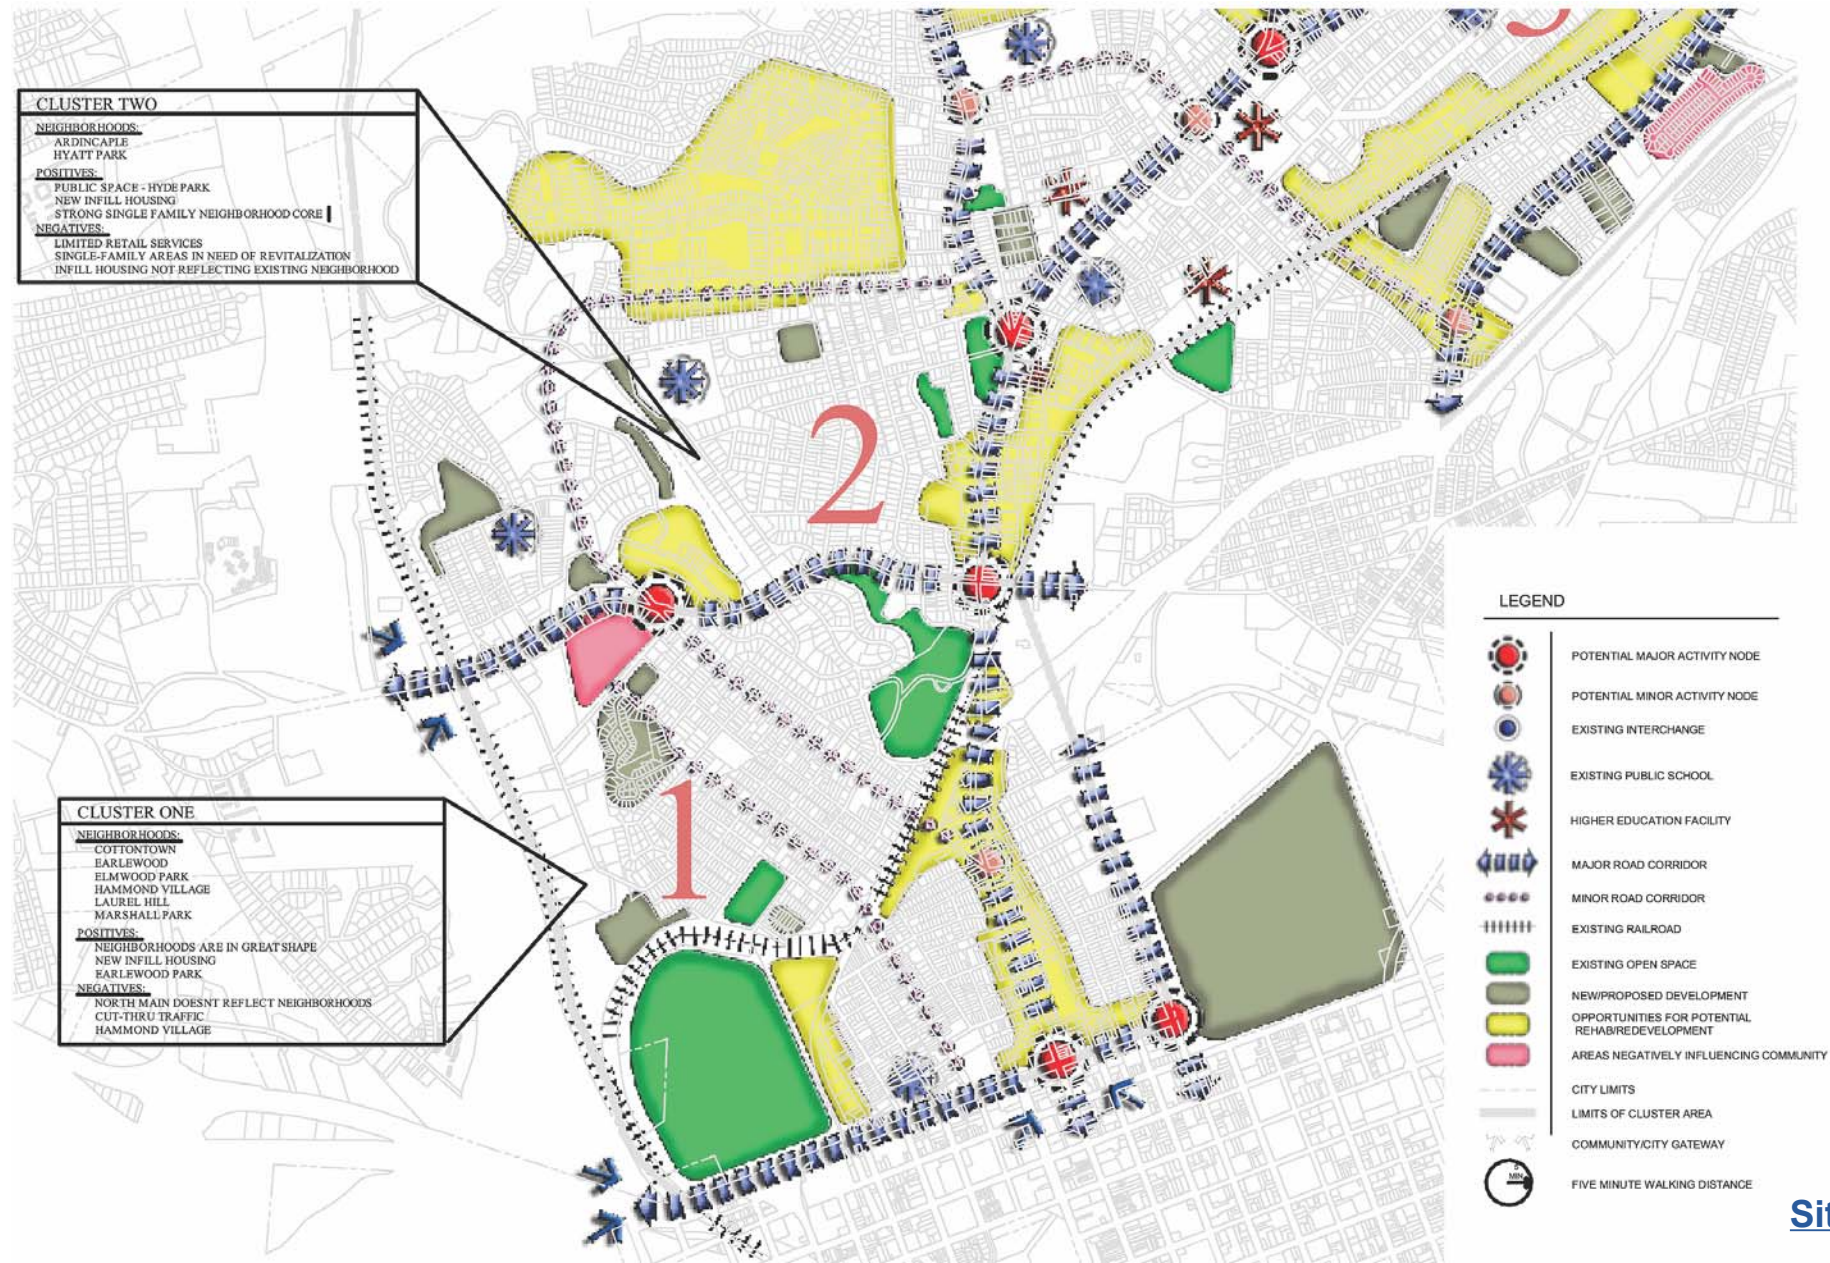 CLUSTER TWO
NEIGHBORHOODS:
ARDINCAPLE
HYATT PARK
POSITIVES:
PUBLIC SPACE - HYDE PARK
NEW INFILL HOUSING
STRONG SINGLE FAMILY NEIGHBORHOOD CORE
NEGATIVES:
LIMITED RETAIL SERVICES
SINGLE-FAMILY AREAS IN NEED OF REVITALIZATION
INFILL HOUSING NOT REFLECTING EXISTING NEIGHBORHOOD
3
2
1
CLUSTER ONE
NEIGHBORHOODS:
COTTONTOWN
EARLEWOOD
ELMWOOD PARK
HAMMOND VILLAGE
LAUREL HILL
MARSHALL PARK
POSITIVES:
NEIGHBORHOODS ARE IN GREAT SHAPE
NEW INFILL HOUSING
EARLEWOOD PARK
NEGATIVES:
NORTH MAIN DOESNT REFLECT NEIGHBORHOODS
CUT-THRU TRAFFIC
HAMMOND VILLAGE
LEGEND
POTENTIAL MAJOR ACTIVITY NODE
POTENTIAL MINOR ACTIVITY NODE
EXISTING INTERCHANGE
EXISTING PUBLIC SCHOOL
HIGHER EDUCATION FACILITY
MAJOR ROAD CORRIDOR
MINOR ROAD CORRIDOR
EXISTING RAILROAD
EXISTING OPEN SPACE
NEW/PROPOSED DEVELOPMENT
OPPORTUNITIES FOR POTENTIAL
REHAB/REDEVELOPMENT
AREAS NEGATIVELY INFLUENCING COMMUNITY
CITY LIMITS
LIMITS OF CLUSTER AREA
COMMUNITY/CITY GATEWAY
5
MIN
FIVE MINUTE WALKING DISTANCE